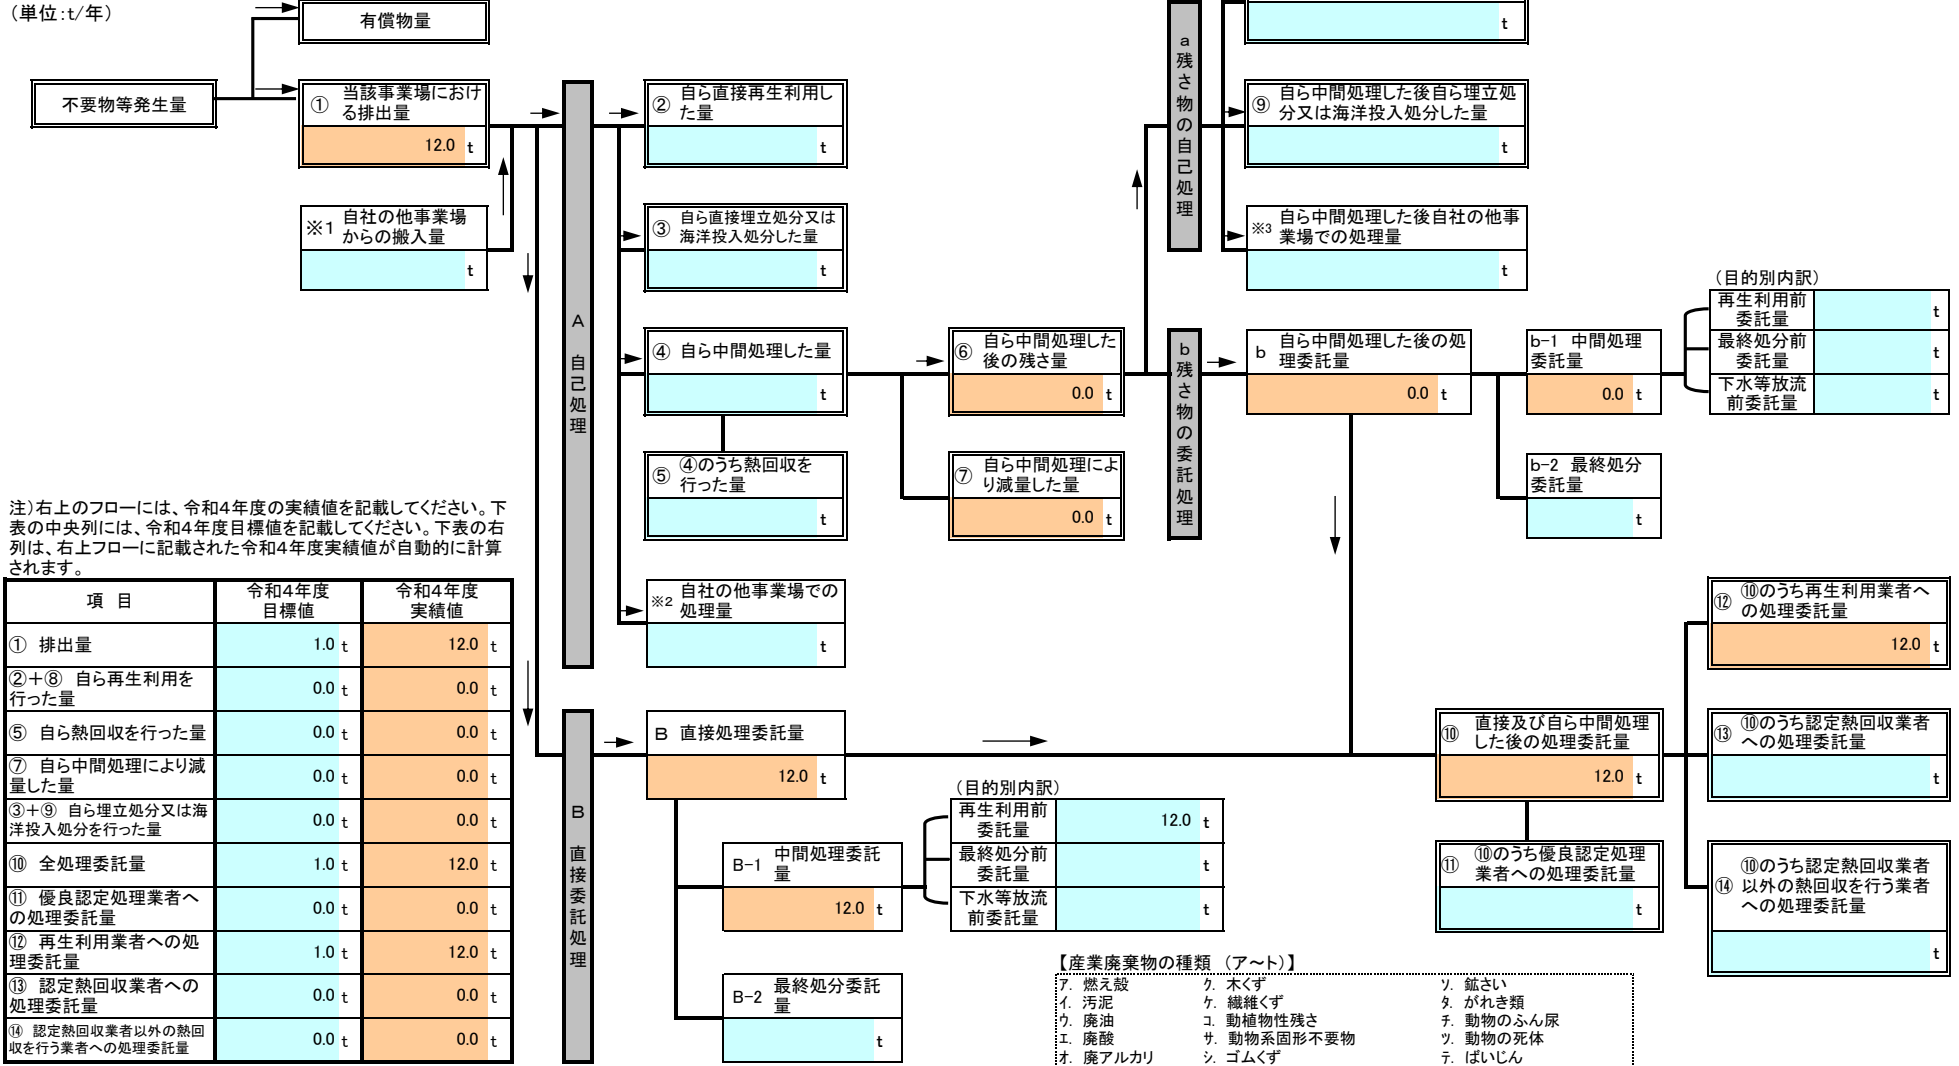 （単位：t/年）
有償物量
不要物等発生量
① 当該事業場におけ
る排出量
12.0 t
※1 自社の他事業場
からの搬入量
t
A 自己処理
② 自ら直接再生利用し
た量
t
③ 自ら直接埋立処分又は
海洋投入処分した量
t
④ 自ら中間処理した量
t
⑤ ④のうち熱回収を
行った量
t
※2 自社の他事業場での
処理量
t
⑥ 自ら中間処理した
後の残さ量
0.0 t
⑦ 自ら中間処理によ
り減量した量
0.0 t
a 残さ物の自己処理
t
⑨ 自ら中間処理した後自ら埋立処
分又は海洋投入処分した量
t
※3 自ら中間処理した後自社の他事
業場での処理量
t
b 残さ物の委託処理
b 自ら中間処理した後の処
理委託量
0.0 t
b-1 中間処理
委託量
0.0 t
b-2 最終処分
委託量
t
（目的別内訳）
再生利用前
委託量
t
最終処分前
委託量
t
下水等放流
前委託量
t
注）右上のフローには、令和4年度の実績値を記載してください。下
表の中央列には、令和4年度目標値を記載してください。下表の右
列は、右上フローに記載された令和4年度実績値が自動的に計算
されます。
項 目 令和4年度 目標値 令和4年度 実績値
① 排出量 1.0 t 12.0 t
②＋⑧ 自ら再生利用を
行った量 0.0 t 0.0 t
⑤ 自ら熱回収を行った量 0.0 t 0.0 t
⑦ 自ら中間処理により減
量した量 0.0 t 0.0 t
③＋⑨ 自ら埋立処分又は海
洋投入処分を行った量 0.0 t 0.0 t
⑩ 全処理委託量 1.0 t 12.0 t
⑪ 優良認定処理業者へ
の処理委託量 0.0 t 0.0 t
⑫ 再生利用業者への処
理委託量 1.0 t 12.0 t
⑬ 認定熱回収業者への
処理委託量 0.0 t 0.0 t
⑭ 認定熱回収業者以外の熱回
収を行う業者への処理委託量 0.0 t 0.0 t
B 直接委託処理
B 直接処理委託量
12.0 t
B-1 中間処理委託
量
12.0 t
B-2 最終処分委託
量
t
（目的別内訳）
再生利用前
委託量
12.0 t
最終処分前
委託量
t
下水等放流
前委託量
t
⑩ 直接及び自ら中間処理
した後の処理委託量
12.0 t
⑪ ⑩のうち優良認定処理
業者への処理委託量
t
⑫ ⑩のうち再生利用業者へ
の処理委託量
12.0 t
⑬ ⑩のうち認定熱回収業者
への処理委託量
t
⑭ ⑩のうち認定熱回収業者
以外の熱回収を行う業者
への処理委託量
t
【産業廃棄物の種類 （ア～ト）】
ア. 燃え殻 ク. 木くず ソ. 鉱さい
イ. 汚泥 ケ. 繊維くず タ. がれき類
ウ. 廃油 コ. 動植物性残さ チ. 動物のふん尿
エ. 廃酸 サ. 動物系固形不要物 ツ. 動物の死体
オ. 廃アルカリ シ. ゴムくず テ. ばいじん